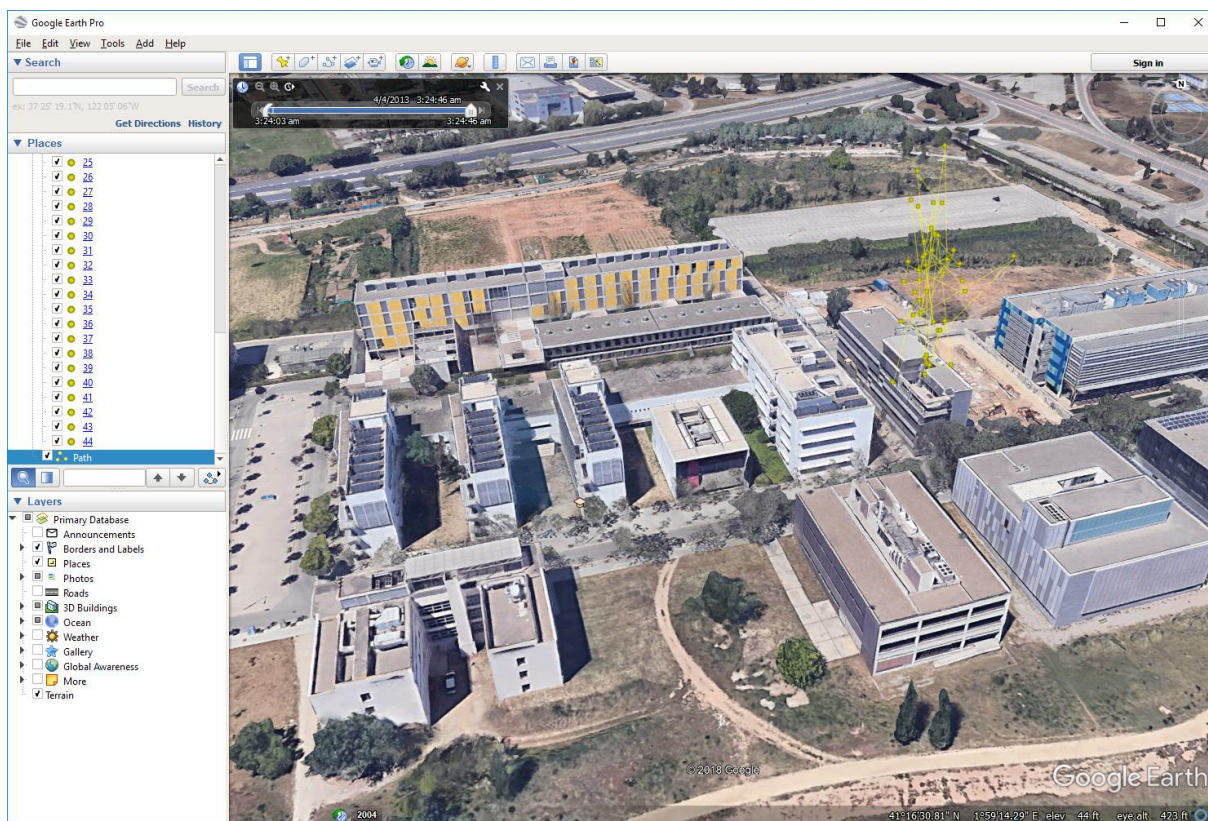 Google Earth Pro
File Edit View Tools Add Help
Search
Sign in
Search
ex: 37 25' 19.1"N, 122 05' 06"W
Get Directions History
4/4/2013 3:24:46 am
3:24:03 am 3:24:46 am
N
Places
25
26
27
28
29
30
31
32
33
34
35
36
37
38
39
40
41
42
43
44
Path
Layers
Primary Database
Announcements
Borders and Labels
Places
Photos
Roads
3D Buildings
Ocean
Weather
Gallery
Global Awareness
More
Terrain
© 2018 Google
Google Earth
2004
41°16'30.81" N 1°59'14.29" E elev 44 ft eye alt 423 ft